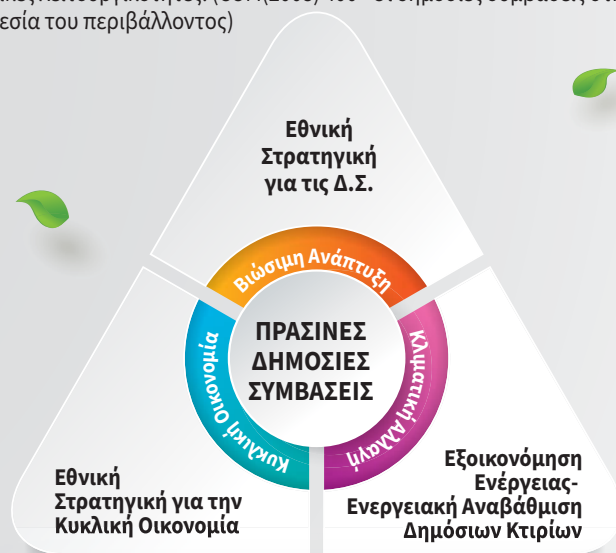 εσία του περιβάλλοντος)
Εθνική
Στρατηγική
για τις Δ.Σ.
Βιώσιμη Ανάπτυξη
ΠΡΑΣΙΝΕΣ
ΔΗΜΟΣΙΕΣ
ΣΥΜΒΑΣΕΙΣ
Κυκλική Οικονομία
Κλιματική Αλλαγή
Εθνική
Στρατηγική για την
Κυκλική Οικονομία
Εξοικονόμηση
Ενέργειας-
Ενεργειακή Αναβάθμιση
Δημόσιων Κτιρίων